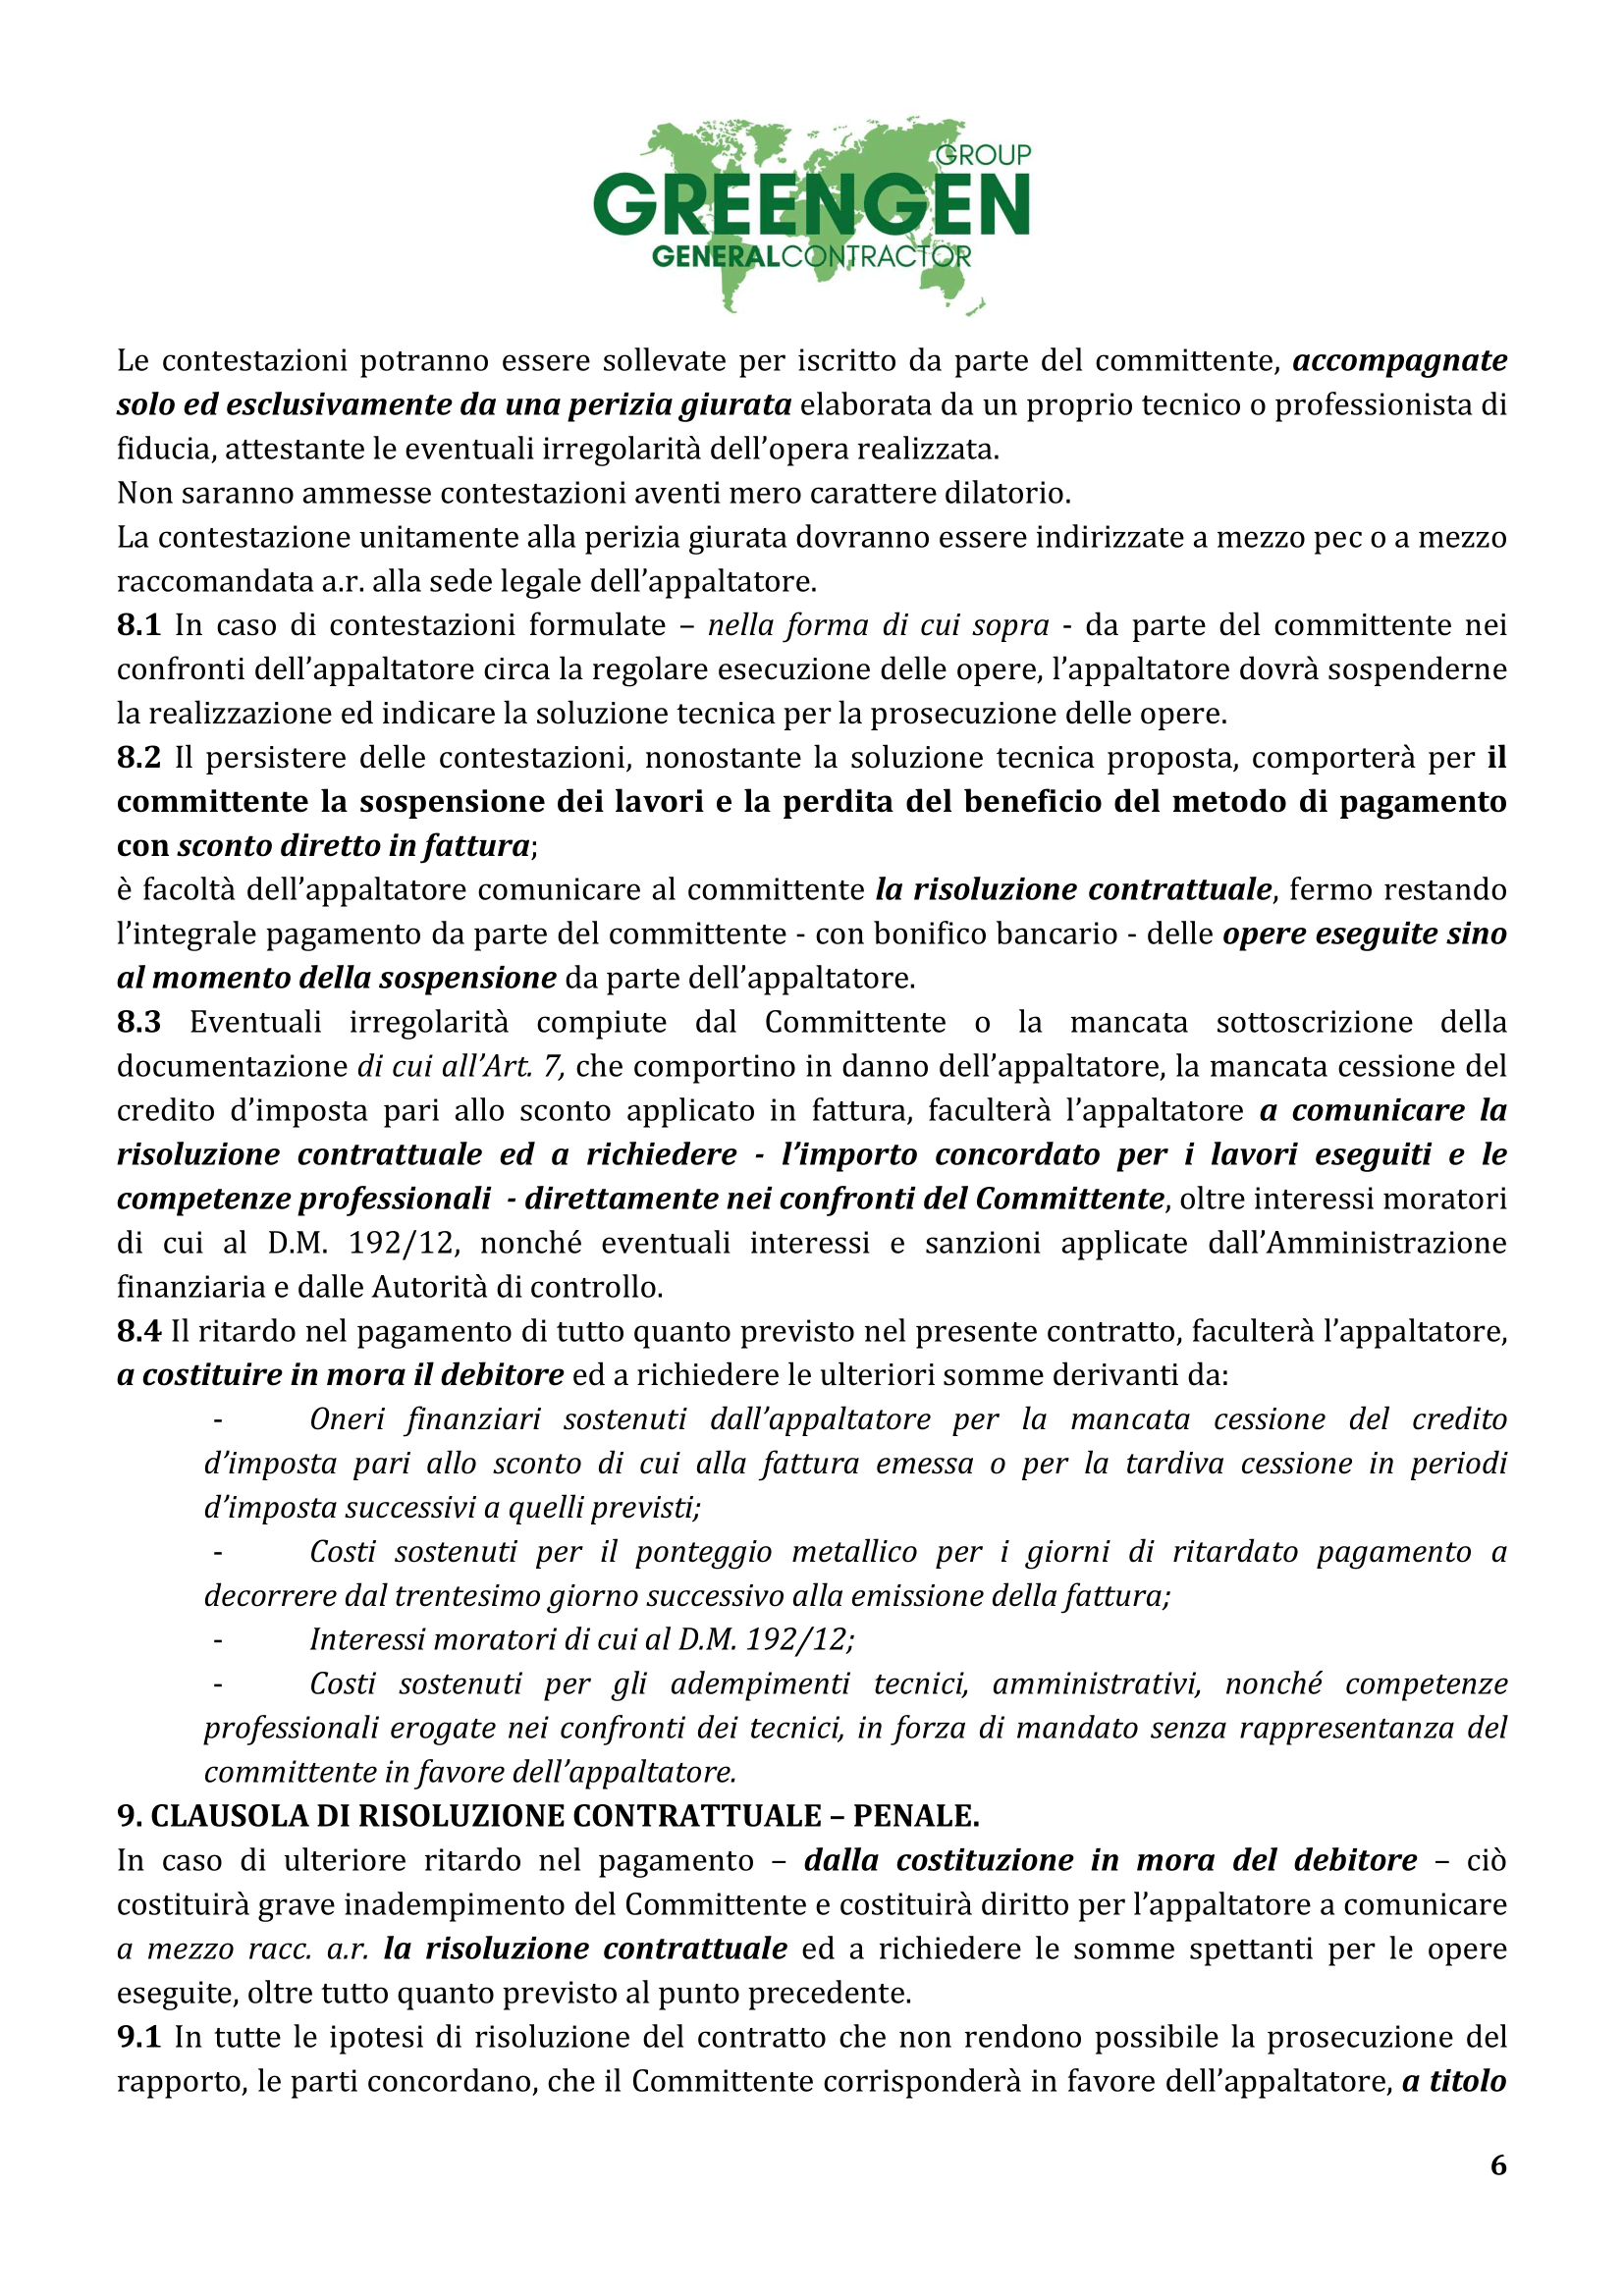 GROUP
GREENGEN
GENERALCONTRACTOR
Le contestazioni potranno essere sollevate per iscritto da parte del committente, accompagnate
solo ed esclusivamente da una perizia giurata elaborata da un proprio tecnico o professionista di
fiducia, attestante le eventuali irregolarità dell’opera realizzata.
Non saranno ammesse contestazioni aventi mero carattere dilatorio.
La contestazione unitamente alla perizia giurata dovranno essere indirizzate a mezzo pec o a mezzo
raccomandata a.r. alla sede legale dell’appaltatore.
8.1 In caso di contestazioni formulate – nella forma di cui sopra - da parte del committente nei
confronti dell’appaltatore circa la regolare esecuzione delle opere, l’appaltatore dovrà sospenderne
la realizzazione ed indicare la soluzione tecnica per la prosecuzione delle opere.
8.2 Il persistere delle contestazioni, nonostante la soluzione tecnica proposta, comporterà per il
committente la sospensione dei lavori e la perdita del beneficio del metodo di pagamento
con sconto diretto in fattura;
è facoltà dell’appaltatore comunicare al committente la risoluzione contrattuale, fermo restando
l’integrale pagamento da parte del committente - con bonifico bancario - delle opere eseguite sino
al momento della sospensione da parte dell’appaltatore.
8.3 Eventuali irregolarità compiute dal Committente o la mancata sottoscrizione della
documentazione di cui all’Art. 7, che comportino in danno dell’appaltatore, la mancata cessione del
credito d’imposta pari allo sconto applicato in fattura, faculterà l’appaltatore a comunicare la
risoluzione contrattuale ed a richiedere - l’importo concordato per i lavori eseguiti e le
competenze professionali - direttamente nei confronti del Committente, oltre interessi moratori
di cui al D.M. 192/12, nonché eventuali interessi e sanzioni applicate dall’Amministrazione
finanziaria e dalle Autorità di controllo.
8.4 Il ritardo nel pagamento di tutto quanto previsto nel presente contratto, faculterà l’appaltatore,
a costituire in mora il debitore ed a richiedere le ulteriori somme derivanti da:
- Oneri finanziari sostenuti dall’appaltatore per la mancata cessione del credito
d’imposta pari allo sconto di cui alla fattura emessa o per la tardiva cessione in periodi
d’imposta successivi a quelli previsti;
- Costi sostenuti per il ponteggio metallico per i giorni di ritardato pagamento a
decorrere dal trentesimo giorno successivo alla emissione della fattura;
- Interessi moratori di cui al D.M. 192/12;
- Costi sostenuti per gli adempimenti tecnici, amministrativi, nonché competenze
professionali erogate nei confronti dei tecnici, in forza di mandato senza rappresentanza del
committente in favore dell’appaltatore.
9. CLAUSOLA DI RISOLUZIONE CONTRATTUALE – PENALE.
In caso di ulteriore ritardo nel pagamento – dalla costituzione in mora del debitore – ciò
costituirà grave inadempimento del Committente e costituirà diritto per l’appaltatore a comunicare
a mezzo racc. a.r. la risoluzione contrattuale ed a richiedere le somme spettanti per le opere
eseguite, oltre tutto quanto previsto al punto precedente.
9.1 In tutte le ipotesi di risoluzione del contratto che non rendono possibile la prosecuzione del
rapporto, le parti concordano, che il Committente corrisponderà in favore dell’appaltatore, a titolo
6